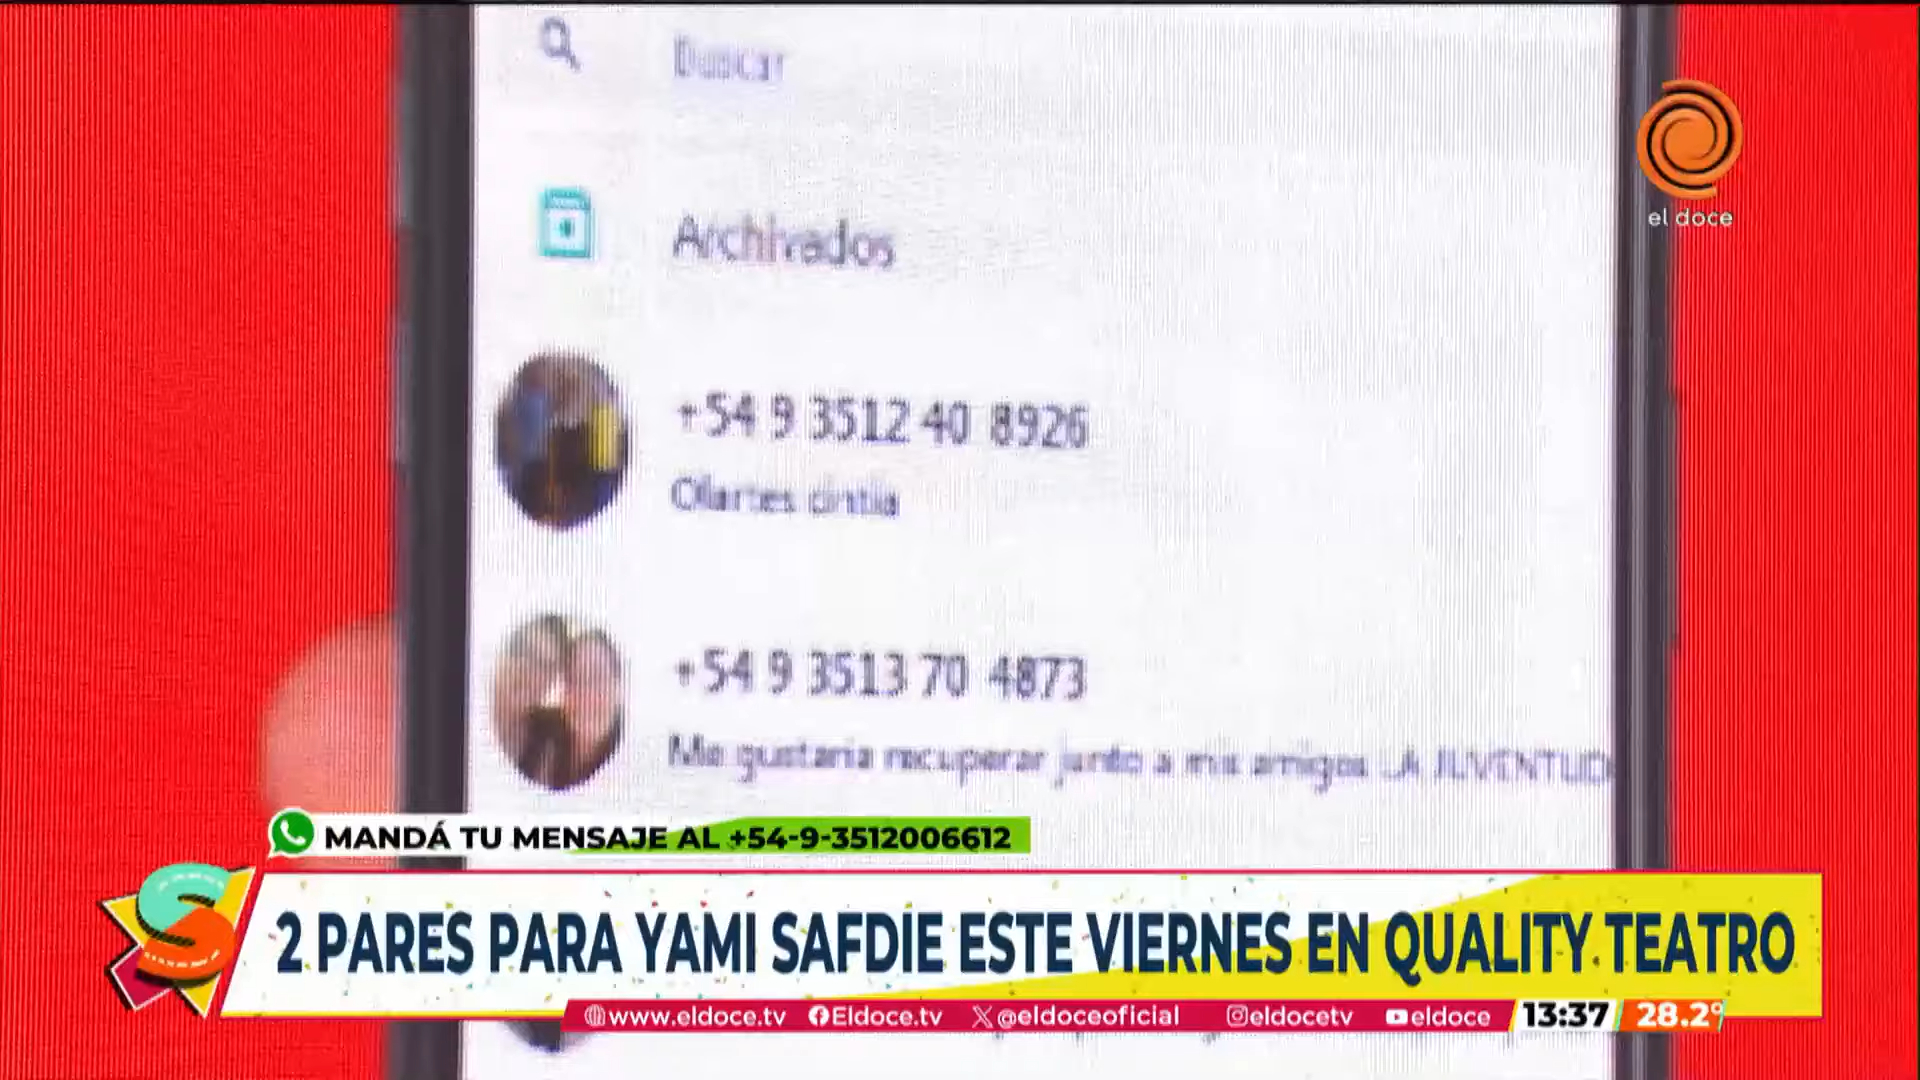 Buscar
el doce
Archivados
+54 9 3512 40 8926
Olartes cintia
+54 9 3513 70 4873
Me gustaria recuperar junto a mis amigos LA JUVENTUD
MANDÁ TU MENSAJE AL +54-9-3512006612
2 PARES PARA YAMI SAFDIE ESTE VIERNES EN QUALITY TEATRO
www.eldoce.tv Eldoce.tv @eldoceoficial eldocetv eldoce 13:37 28.2°